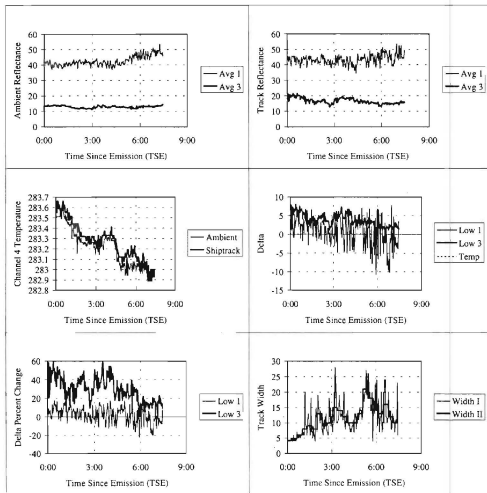 60
50
40
30
20
10
0
Ambient Reflectance
0:00 3:00 6:00 9:00
Time Since Emission (TSE)
Avg 1
Avg 3
60
50
40
30
20
10
0
Track Reflectance
0:00 3:00 6:00 9:00
Time Since Emission (TSE)
Avg 1
Avg 3
283.7
283.6
283.5
283.4
283.3
283.2
283.1
283
282.9
282.8
Channel 4 Temperature
0:00 3:00 6:00 9:00
Time Since Emission (TSE)
Ambient
Shiptrack
10
5
0
-5
-10
-15
Delta
0:00 3:00 6:00 9:00
Time Since Emission (TSE)
Low 1
Low 3
Temp
60
40
20
0
-20
-40
Delta Percent Change
0:00 3:00 6:00 9:00
Time Since Emission (TSE)
Low 1
Low 3
30
25
20
15
10
5
0
Track Width
0:00 3:00 6:00 9:00
Time Since Emission (TSE)
Width I
Width II